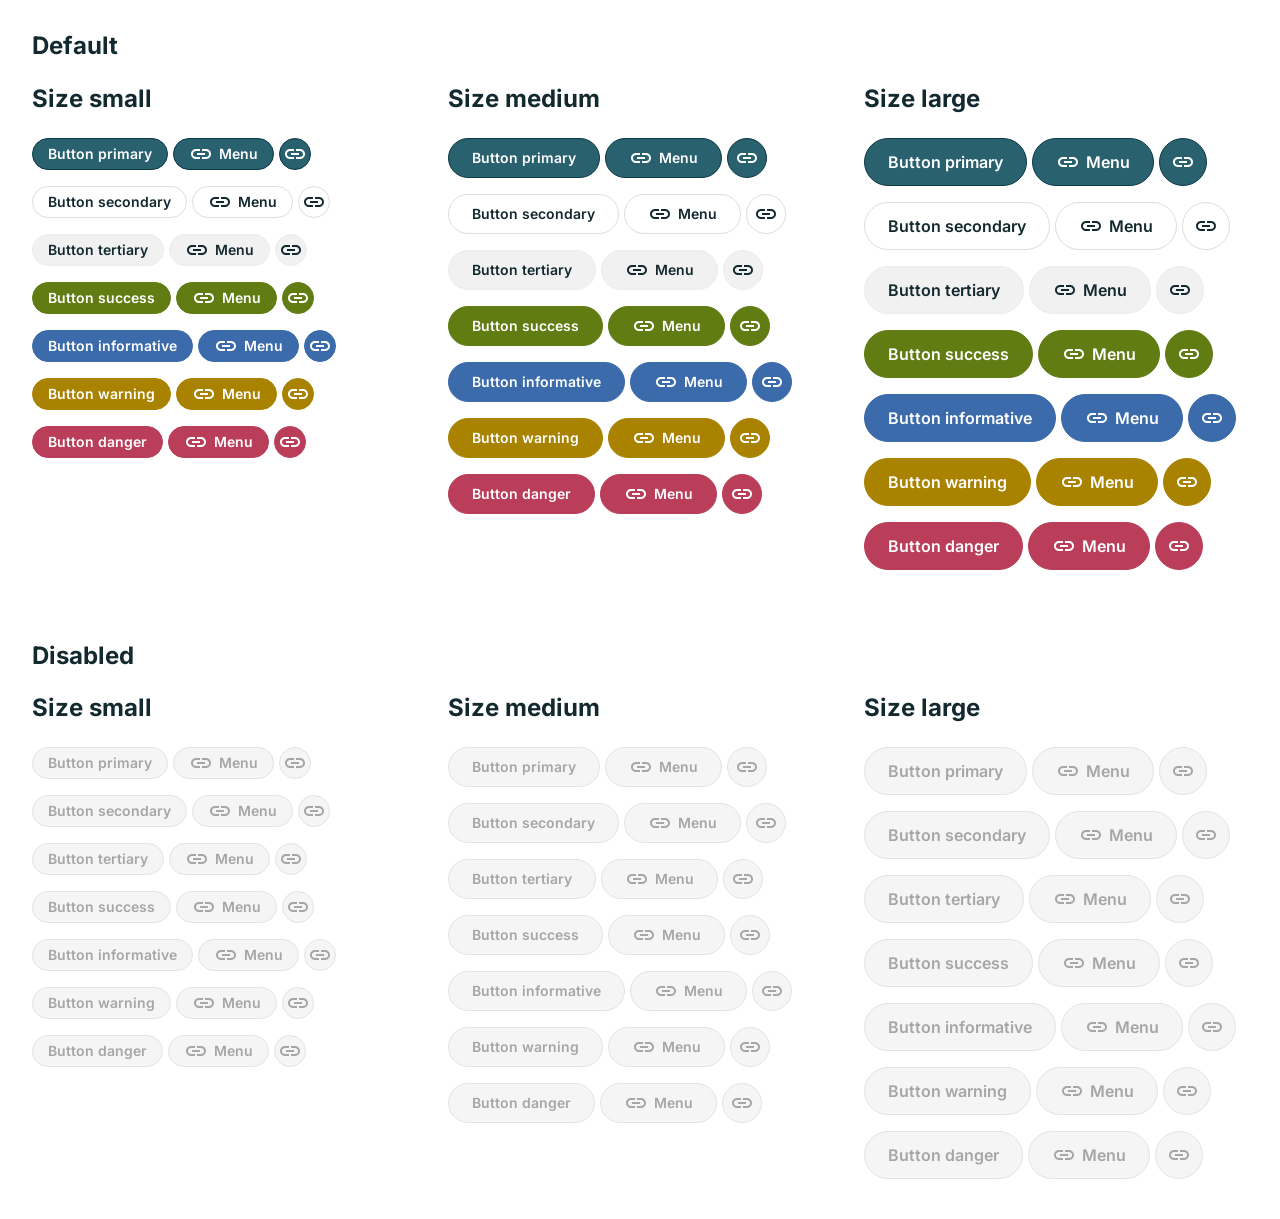 Default
Size small
Button primary Menu
Button secondary Menu
Button tertiary Menu
Button success Menu
Button informative Menu
Button warning Menu
Button danger Menu
Size medium
Button primary Menu
Button secondary Menu
Button tertiary Menu
Button success Menu
Button informative Menu
Button warning Menu
Button danger Menu
Size large
Button primary Menu
Button secondary Menu
Button tertiary Menu
Button success Menu
Button informative Menu
Button warning Menu
Button danger Menu
Disabled
Size small
Button primary Menu
Button secondary Menu
Button tertiary Menu
Button success Menu
Button informative Menu
Button warning Menu
Button danger Menu
Size medium
Button primary Menu
Button secondary Menu
Button tertiary Menu
Button success Menu
Button informative Menu
Button warning Menu
Button danger Menu
Size large
Button primary Menu
Button secondary Menu
Button tertiary Menu
Button success Menu
Button informative Menu
Button warning Menu
Button danger Menu